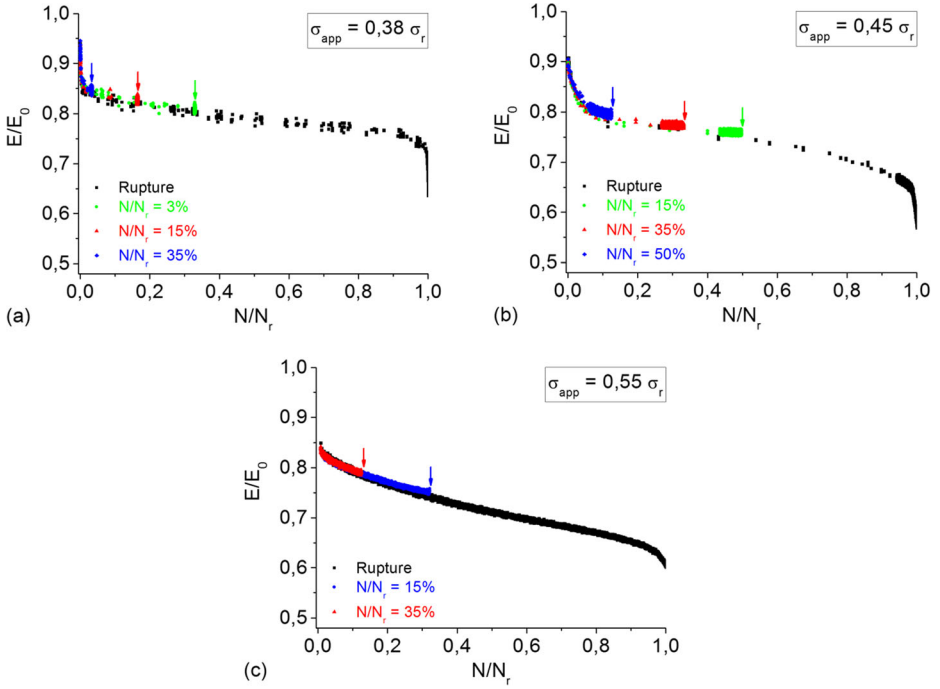 1,0
0,9
0,8
0,7
0,6
0,5
E/E0
σapp = 0,38 σr
Rupture
N/Nr = 3%
N/Nr = 15%
N/Nr = 35%
0,0 0,2 0,4 0,6 0,8 1,0
N/Nr
(a)
1,0
0,9
0,8
0,7
0,6
0,5
E/E0
σapp = 0,45 σr
Rupture
N/Nr = 15%
N/Nr = 35%
N/Nr = 50%
0,0 0,2 0,4 0,6 0,8 1,0
N/Nr
(b)
1,0
0,9
0,8
0,7
0,6
0,5
E/E0
σapp = 0,55 σr
Rupture
N/Nr = 15%
N/Nr = 35%
0,0 0,2 0,4 0,6 0,8 1,0
N/Nr
(c)